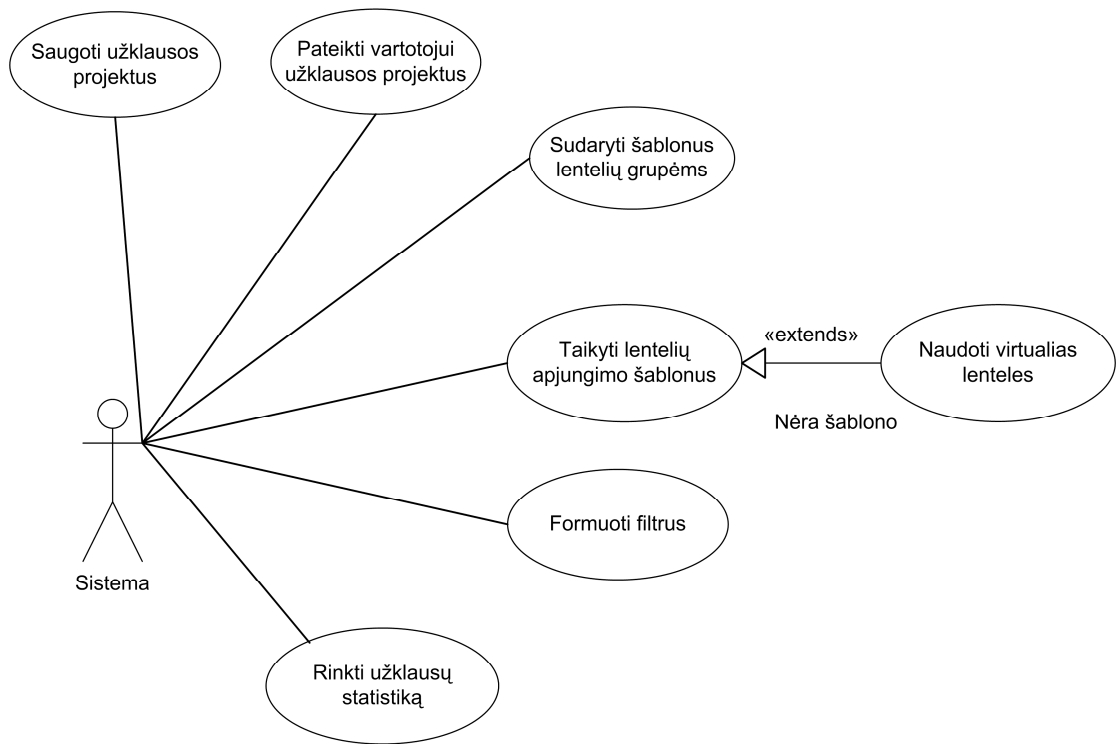 Saugoti užklausos
projektus
Pateikti vartotojui
užklausos projektus
Sudaryti šablonus
lentelių grupėms
Taikyti lentelių
apjungimo šablonus
«extends»
Naudoti virtualias
lenteles
Nėra šablono
Formuoti filtrus
Sistema
Rinkti užklausų
statistiką